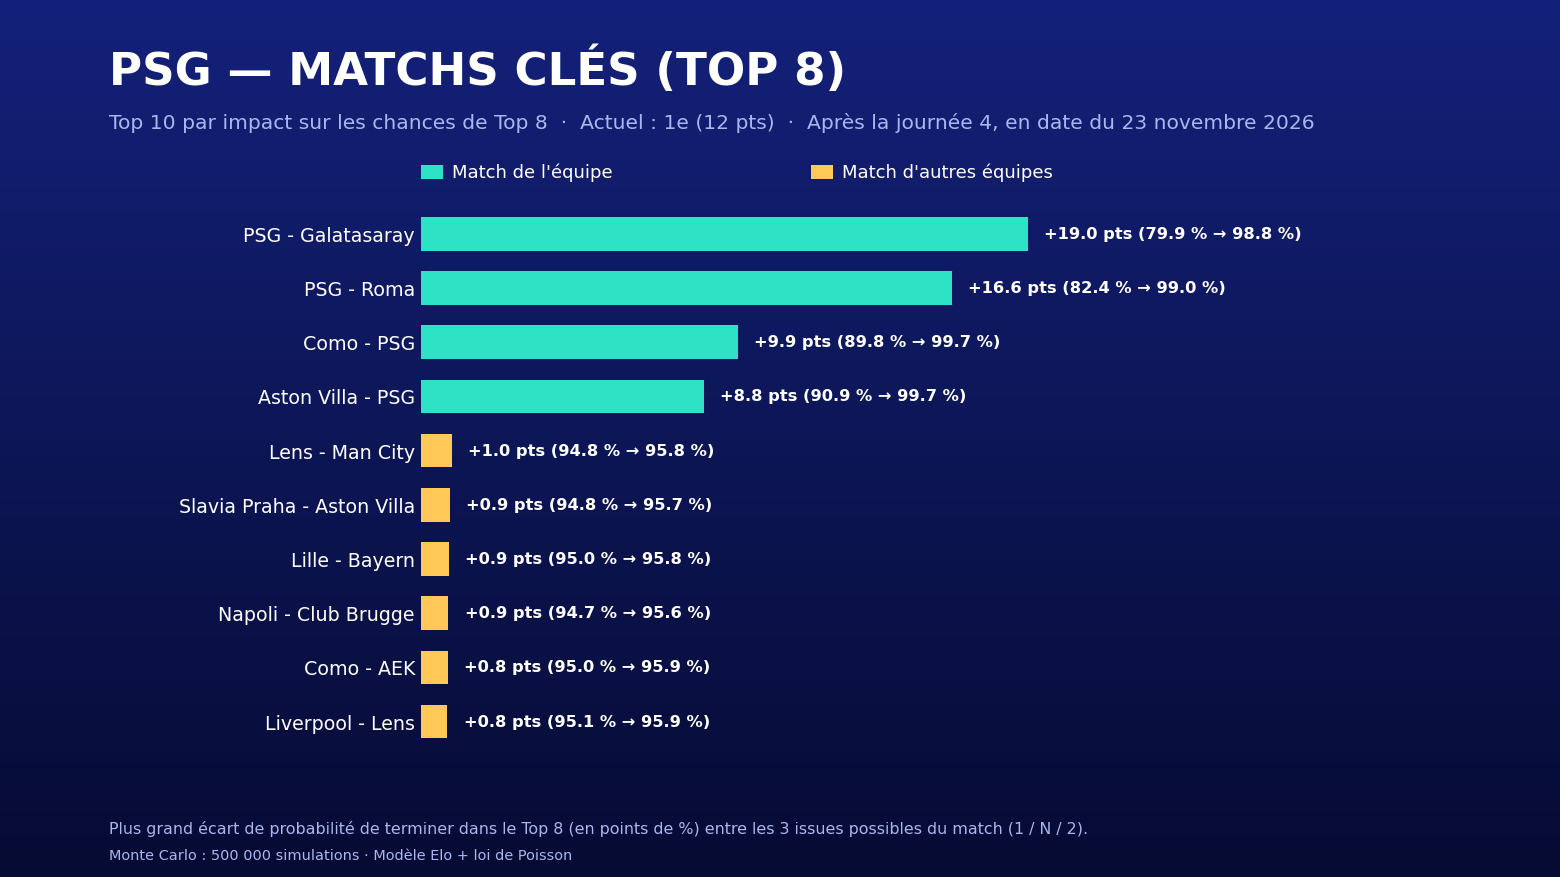 PSG — MATCHS CLÉS (TOP 8)
Top 10 par impact sur les chances de Top 8 · Actuel : 1e (12 pts) · Après la journée 4, en date du 23 novembre 2026
Match de l'équipe
Match d'autres équipes
PSG - Galatasaray +19.0 pts (79.9 % → 98.8 %)
PSG - Roma +16.6 pts (82.4 % → 99.0 %)
Como - PSG +9.9 pts (89.8 % → 99.7 %)
Aston Villa - PSG +8.8 pts (90.9 % → 99.7 %)
Lens - Man City +1.0 pts (94.8 % → 95.8 %)
Slavia Praha - Aston Villa +0.9 pts (94.8 % → 95.7 %)
Lille - Bayern +0.9 pts (95.0 % → 95.8 %)
Napoli - Club Brugge +0.9 pts (94.7 % → 95.6 %)
Como - AEK +0.8 pts (95.0 % → 95.9 %)
Liverpool - Lens +0.8 pts (95.1 % → 95.9 %)
Plus grand écart de probabilité de terminer dans le Top 8 (en points de %) entre les 3 issues possibles du match (1 / N / 2).
Monte Carlo : 500 000 simulations · Modèle Elo + loi de Poisson